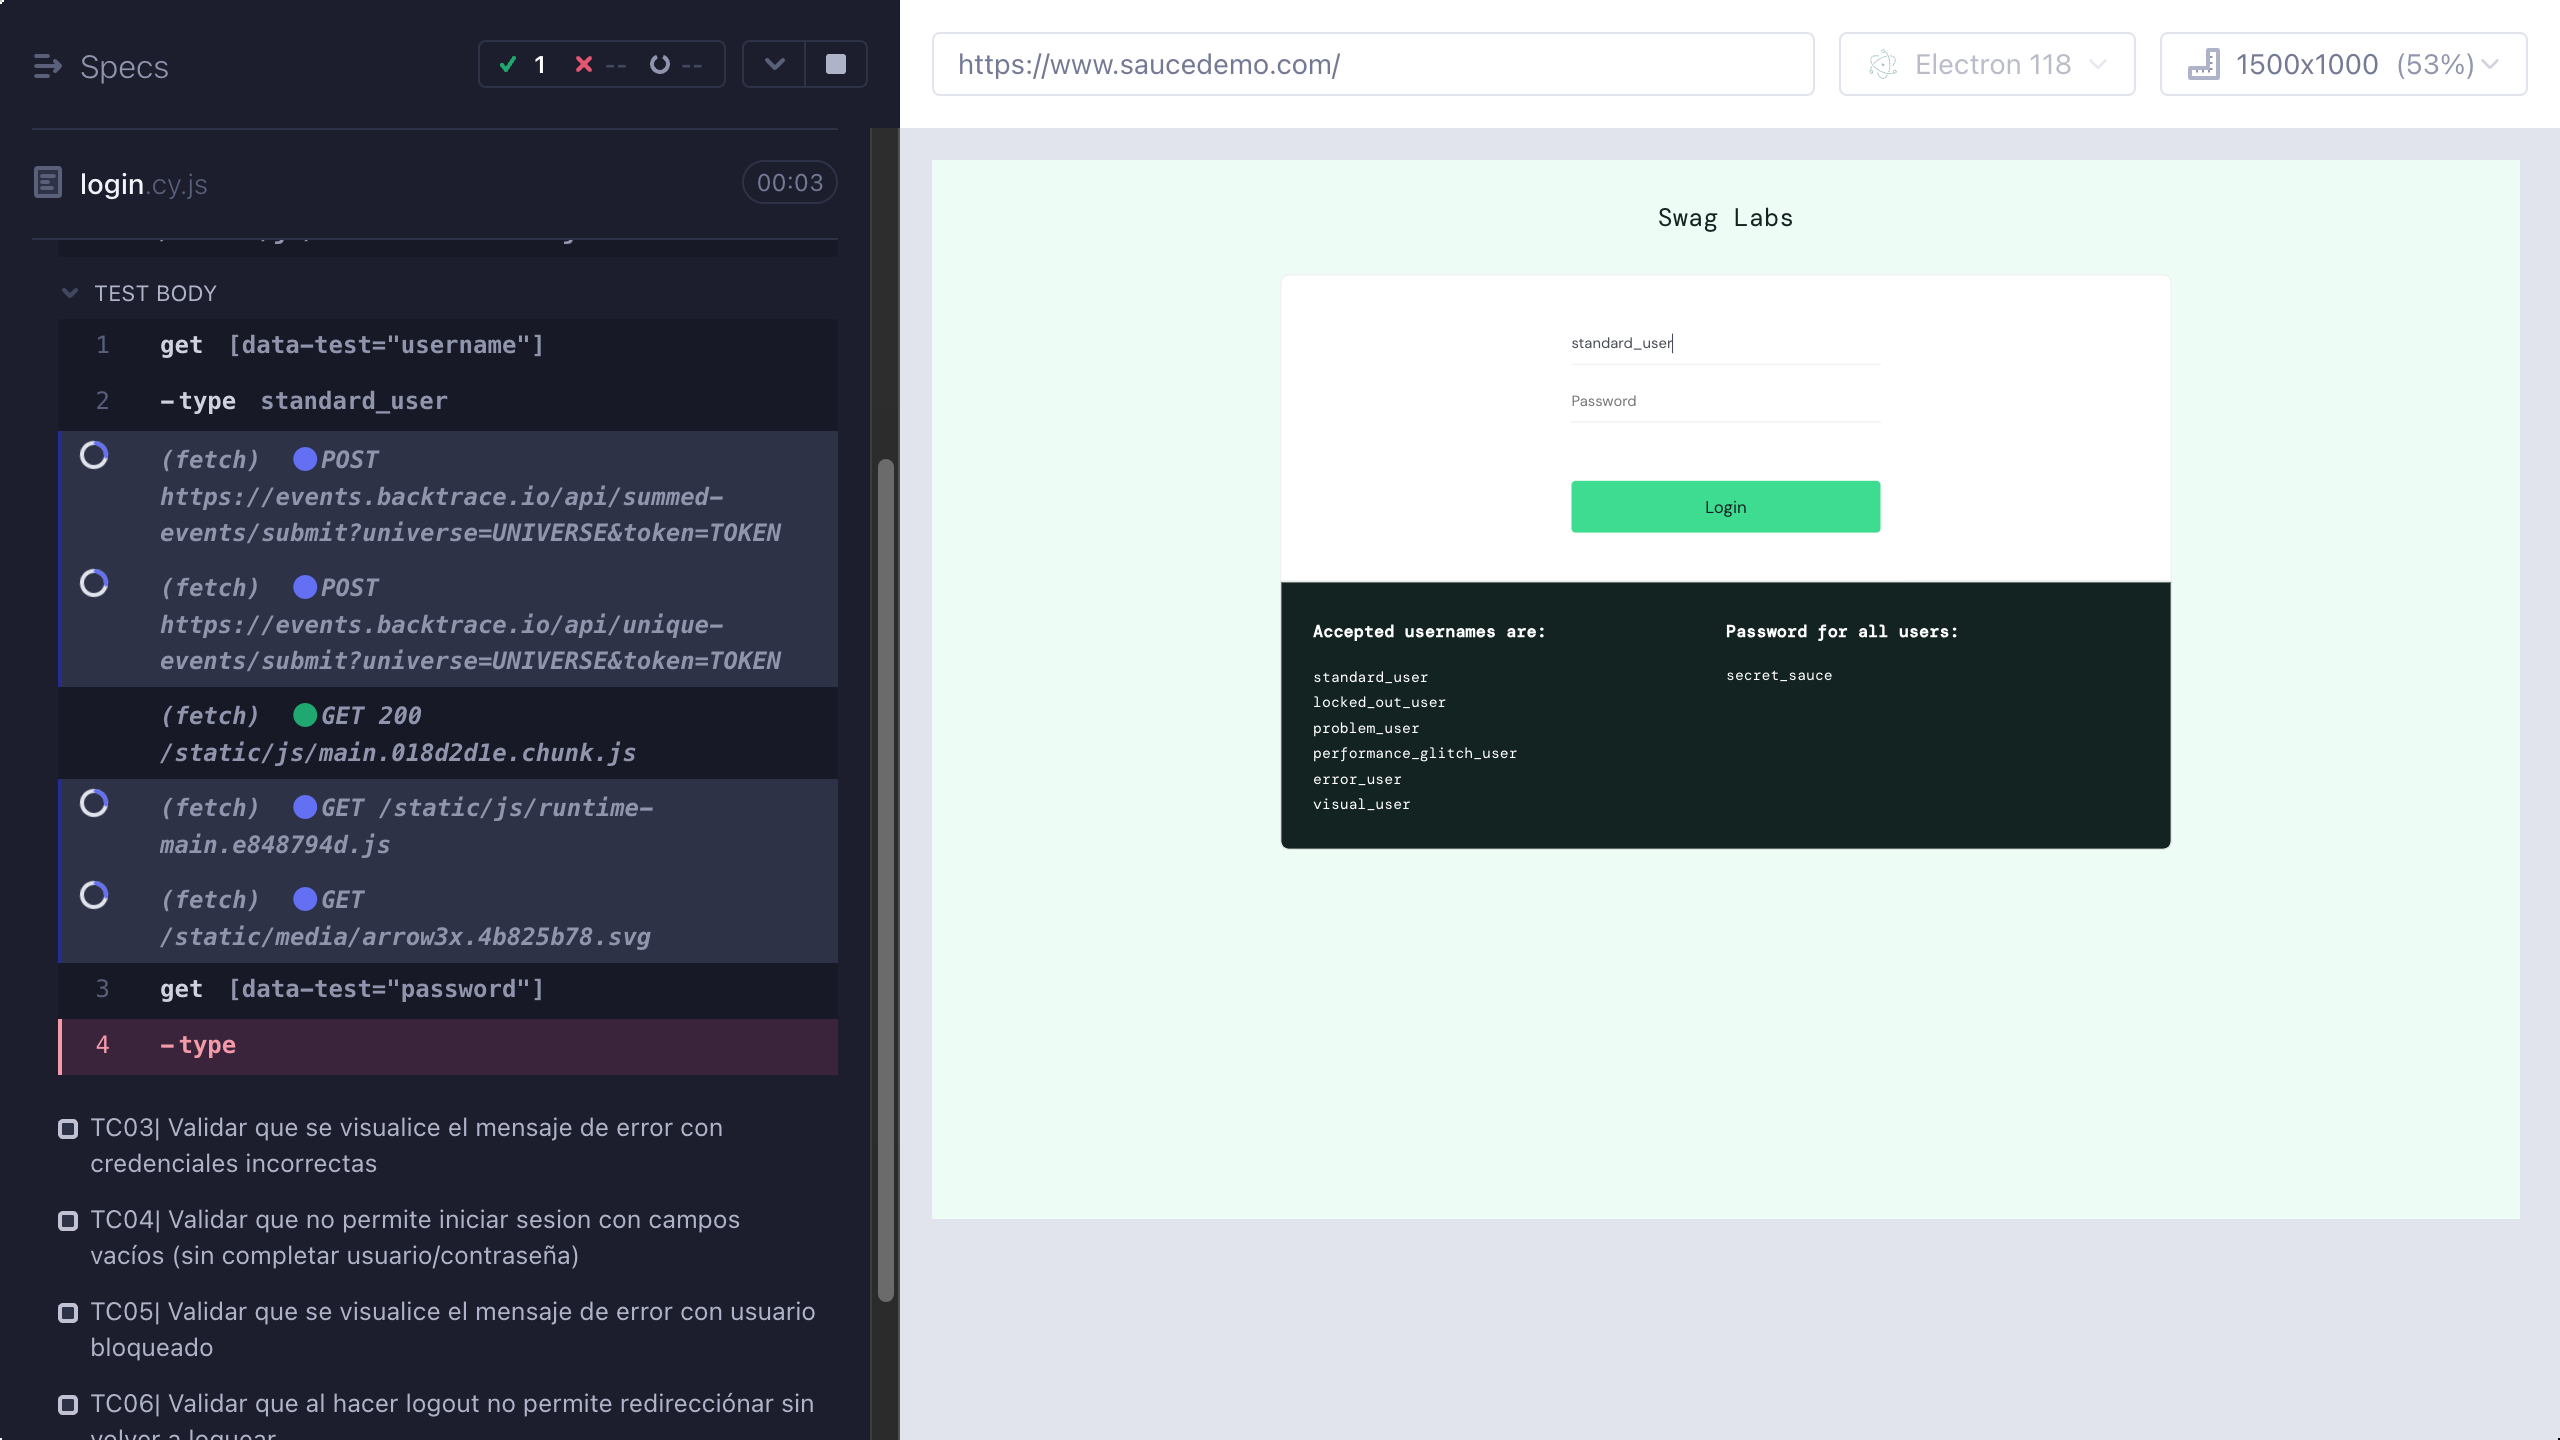 Specs
1 -- --
login.cy.js 00:03
TEST BODY
1 get [data-test="username"]
2 -type standard_user
(fetch) POST
https://events.backtrace.io/api/summed-
events/submit?universe=UNIVERSE&token=TOKEN
(fetch) POST
https://events.backtrace.io/api/unique-
events/submit?universe=UNIVERSE&token=TOKEN
(fetch) GET 200
/static/js/main.018d2d1e.chunk.js
(fetch) GET /static/js/runtime-
main.e848794d.js
(fetch) GET
/static/media/arrow3x.4b825b78.svg
3 get [data-test="password"]
4 -type
TC03| Validar que se visualice el mensaje de error con
credenciales incorrectas
TC04| Validar que no permite iniciar sesion con campos
vacíos (sin completar usuario/contraseña)
TC05| Validar que se visualice el mensaje de error con usuario
bloqueado
TC06| Validar que al hacer logout no permite redirecciónar sin
volver a loguear
https://www.saucedemo.com/
Electron 118
1500x1000 (53%)
Swag Labs
standard_user
Password
Login
Accepted usernames are:
standard_user
locked_out_user
problem_user
performance_glitch_user
error_user
visual_user
Password for all users:
secret_sauce